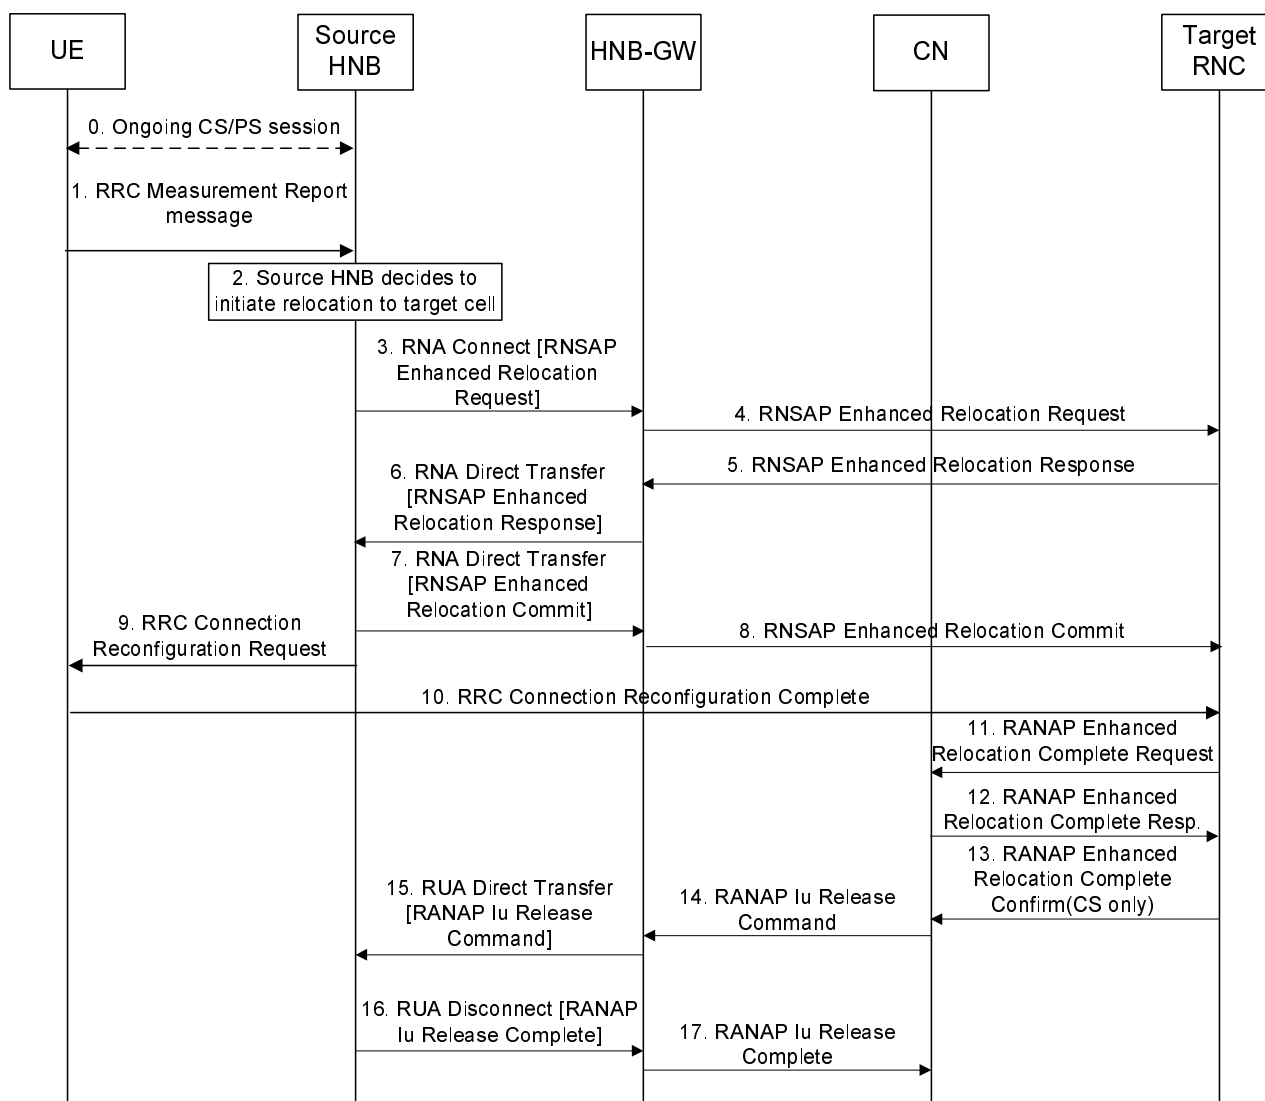 UE
Source
HNB
HNB-GW
CN
Target
RNC
0. Ongoing CS/PS session
1. RRC Measurement Report
message
2. Source HNB decides to
initiate relocation to target cell
3. RNA Connect [RNSAP
Enhanced Relocation
Request]
4. RNSAP Enhanced Relocation Request
5. RNSAP Enhanced Relocation Response
6. RNA Direct Transfer
[RNSAP Enhanced
Relocation Response]
7. RNA Direct Transfer
[RNSAP Enhanced
Relocation Commit]
8. RNSAP Enhanced Relocation Commit
9. RRC Connection
Reconfiguration Request
10. RRC Connection Reconfiguration Complete
11. RANAP Enhanced
Relocation Complete Request
12. RANAP Enhanced
Relocation Complete Resp.
13. RANAP Enhanced
Relocation Complete
Confirm(CS only)
14. RANAP Iu Release
Command
15. RUA Direct Transfer
[RANAP Iu Release
Command]
16. RUA Disconnect [RANAP
Iu Release Complete]
17. RANAP Iu Release
Complete